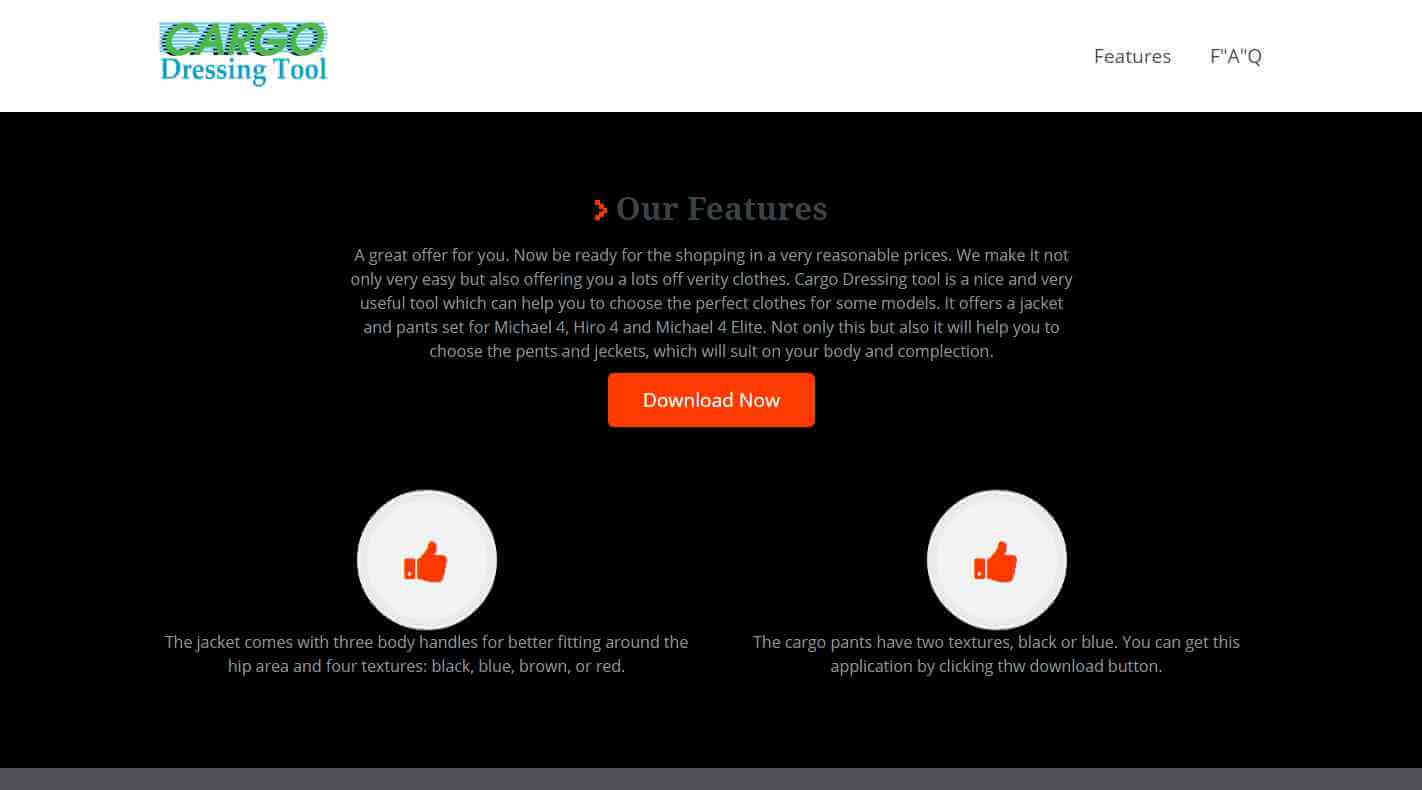 CARGO
Dressing Tool
Features
F"A"Q
Our Features
A great offer for you. Now be ready for the shopping in a very reasonable prices. We make it not
only very easy but also offering you a lots off verity clothes. Cargo Dressing tool is a nice and very
useful tool which can help you to choose the perfect clothes for some models. It offers a jacket
and pants set for Michael 4, Hiro 4 and Michael 4 Elite. Not only this but also it will help you to
choose the pents and jeckets, which will suit on your body and complection.
Download Now
The jacket comes with three body handles for better fitting around the
hip area and four textures: black, blue, brown, or red.
The cargo pants have two textures, black or blue. You can get this
application by clicking thw download button.